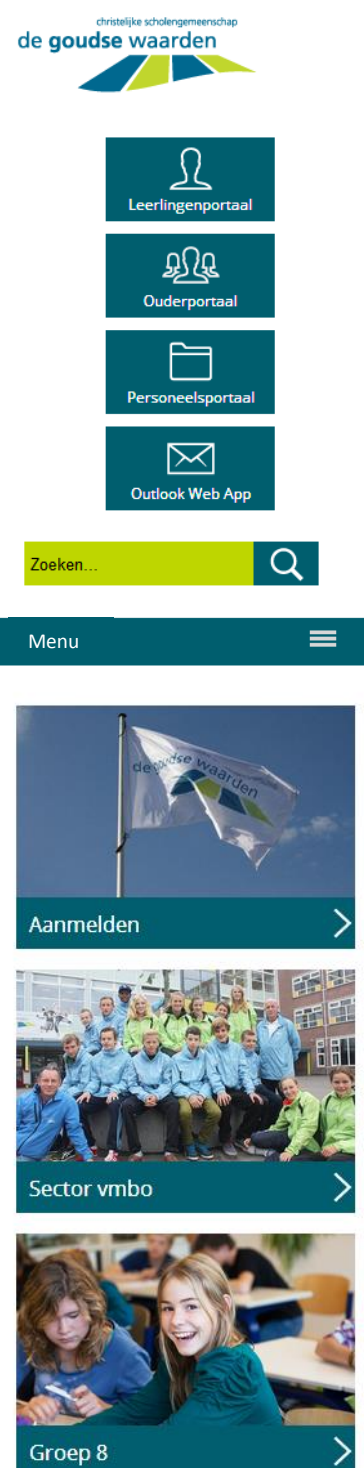 christelijke scholengemeenschap
de goudse waarden
Leerlingenportaal
Ouderportaal
Personeelsportaal
Outlook Web App
Zoeken...
Menu
de goudse waarden
Aanmelden
Sector vmbo
Groep 8